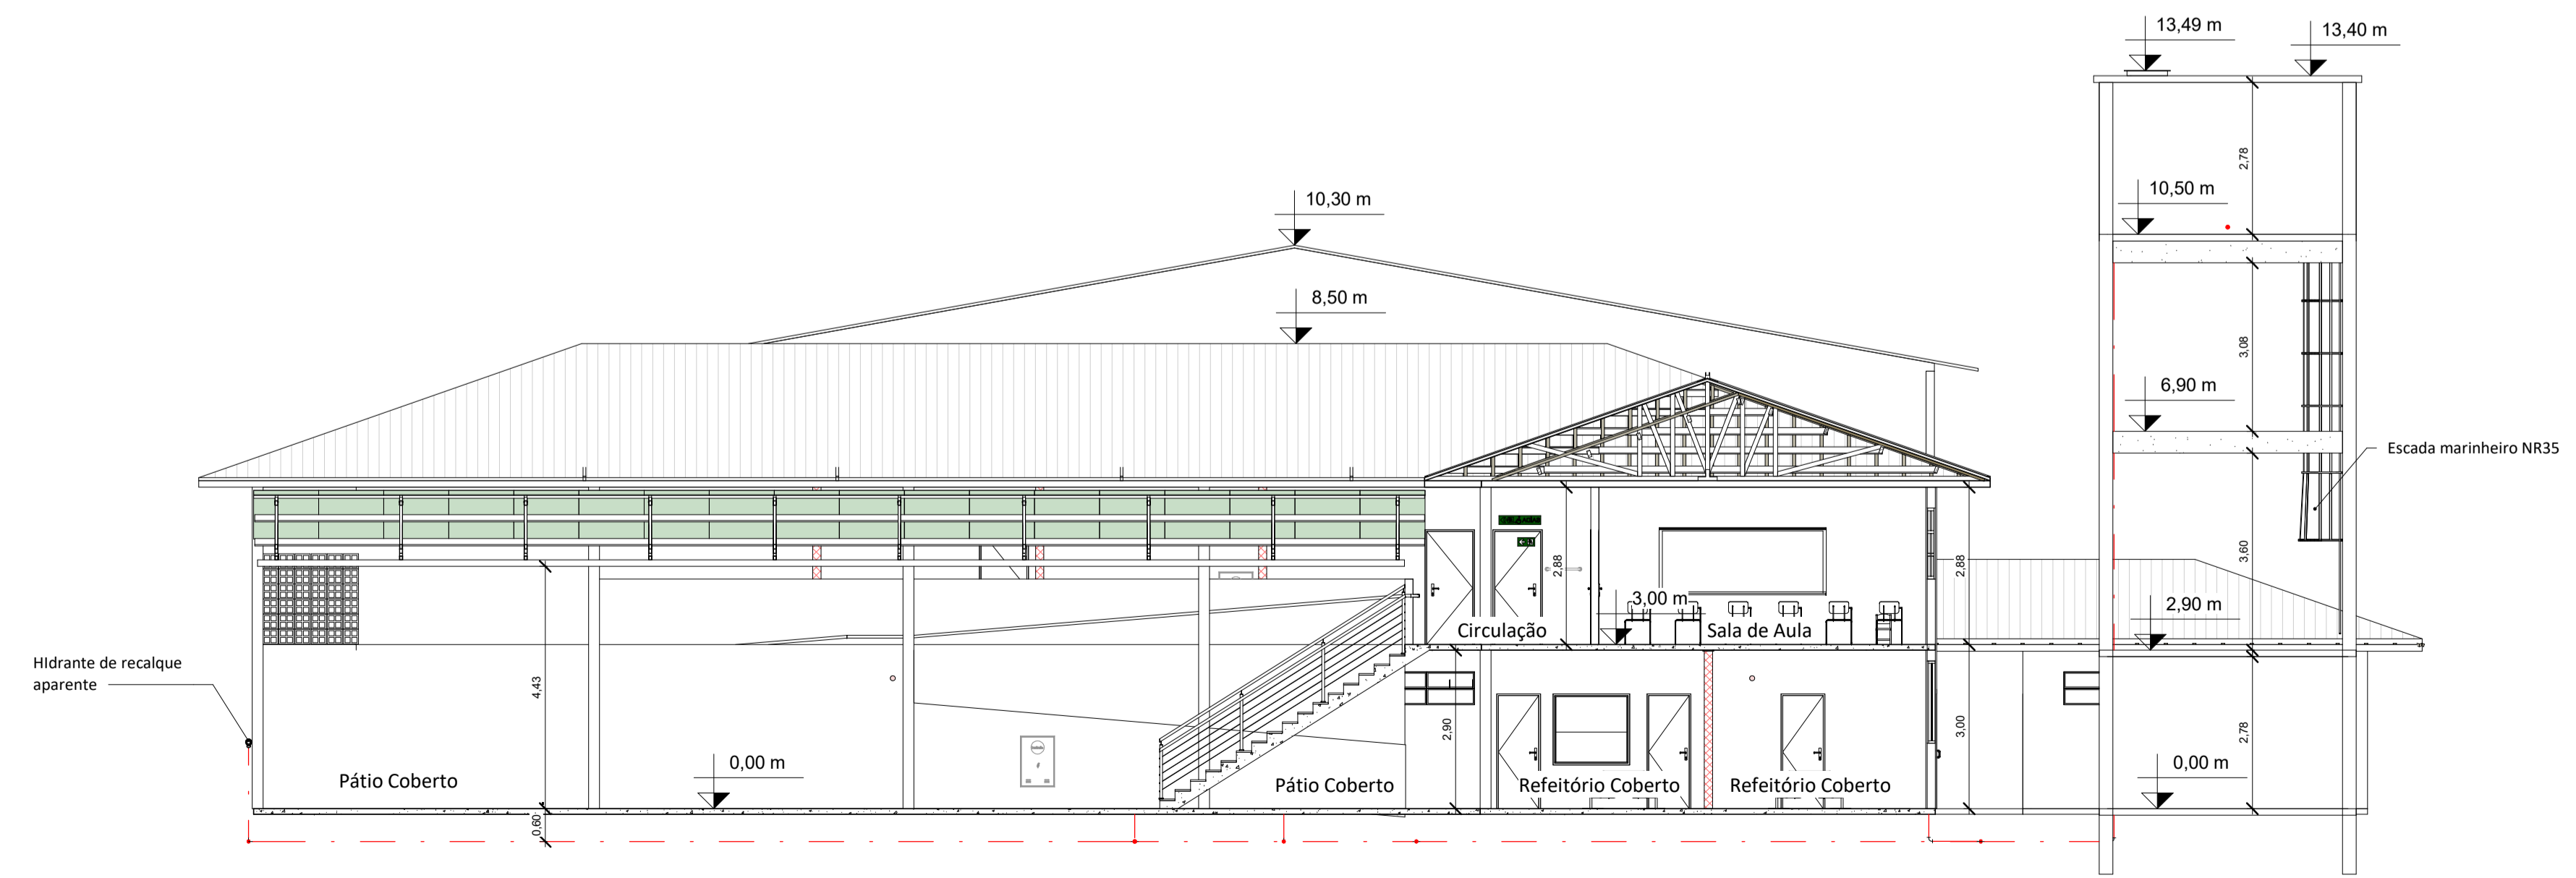 13,49 m
13,40 m
2,78
10,50 m
10,30 m
8,50 m
3,08
6,90 m
Escada marinheiro NR35
2,88
2,88
3,60
3,00 m
2,90 m
Circulação
Sala de Aula
HIdrante de recalque
aparente
4,43
2,90
3,00
2,78
0,00 m
0,00 m
Pátio Coberto
Pátio Coberto
Refeitório Coberto
Refeitório Coberto
0,60